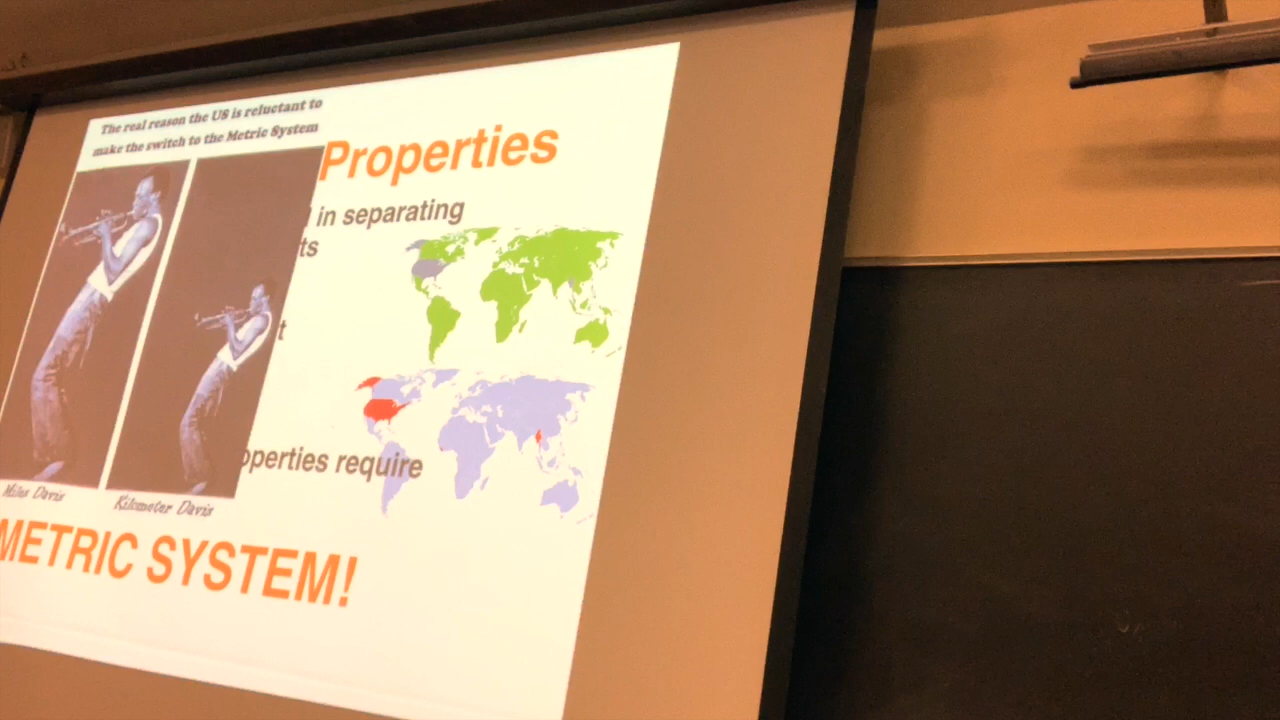 The real reason the US is reluctant to
make the switch to the Metric System
Properties
in separating
ts
t
operties require
Miles Davis
Kilometer Davis
METRIC SYSTEM!